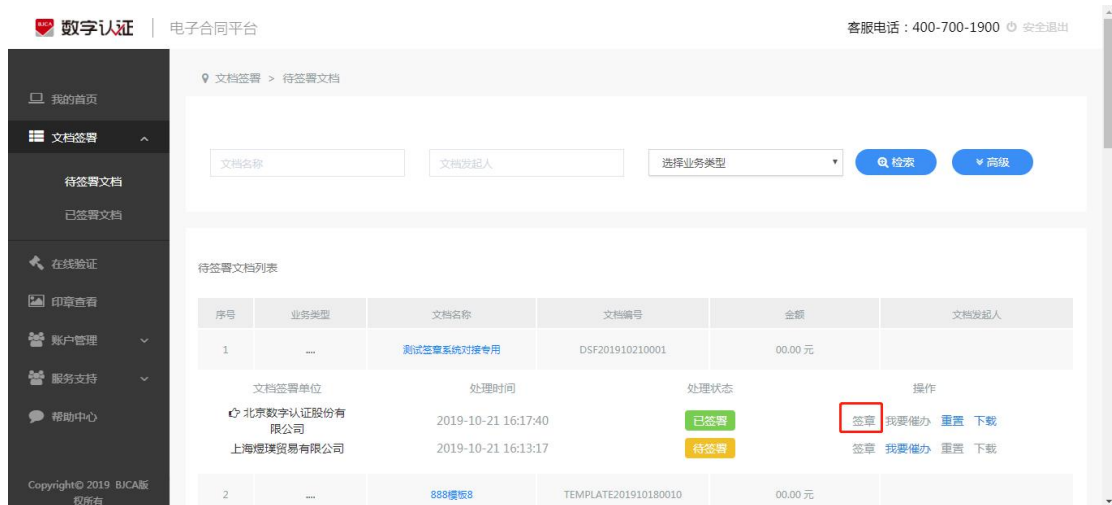 BJCA 数字认证 电子合同平台 客服电话：400-700-1900 安全退出
文档签署 > 待签署文档
我的首页
文档签署
待签署文档
已签署文档
在线验证
印章查看
账户管理
服务支持
帮助中心
Copyright© 2019 BJCA版
权所有
文档名称 文档发起人 选择业务类型 检索 高级
待签署文档列表
序号 业务类型 文档名称 文档编号 金额 文档发起人
1 .... 测试签章系统对接专用 DSF201910210001 00.00 元
文档签署单位 处理时间 处理状态 操作
北京数字认证股份有
限公司 2019-10-21 16:17:40 已签署 签章 我要催办 重置 下载
上海煜璞贸易有限公司 2019-10-21 16:13:17 待签署 签章 我要催办 重置 下载
2 .... 888模板8 TEMPLATE201910180010 00.00 元